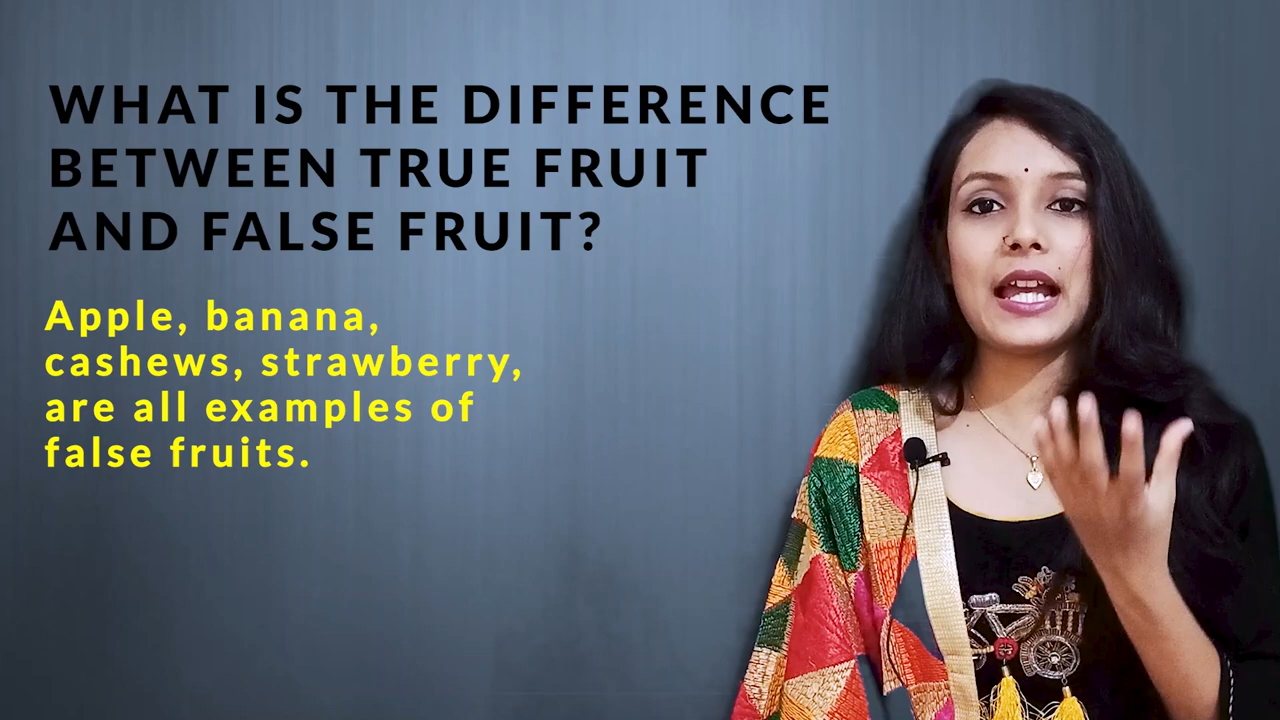 WHAT IS THE DIFFERENCE
BETWEEN TRUE FRUIT
AND FALSE FRUIT?
Apple, banana,
cashews, strawberry,
are all examples of
false fruits.